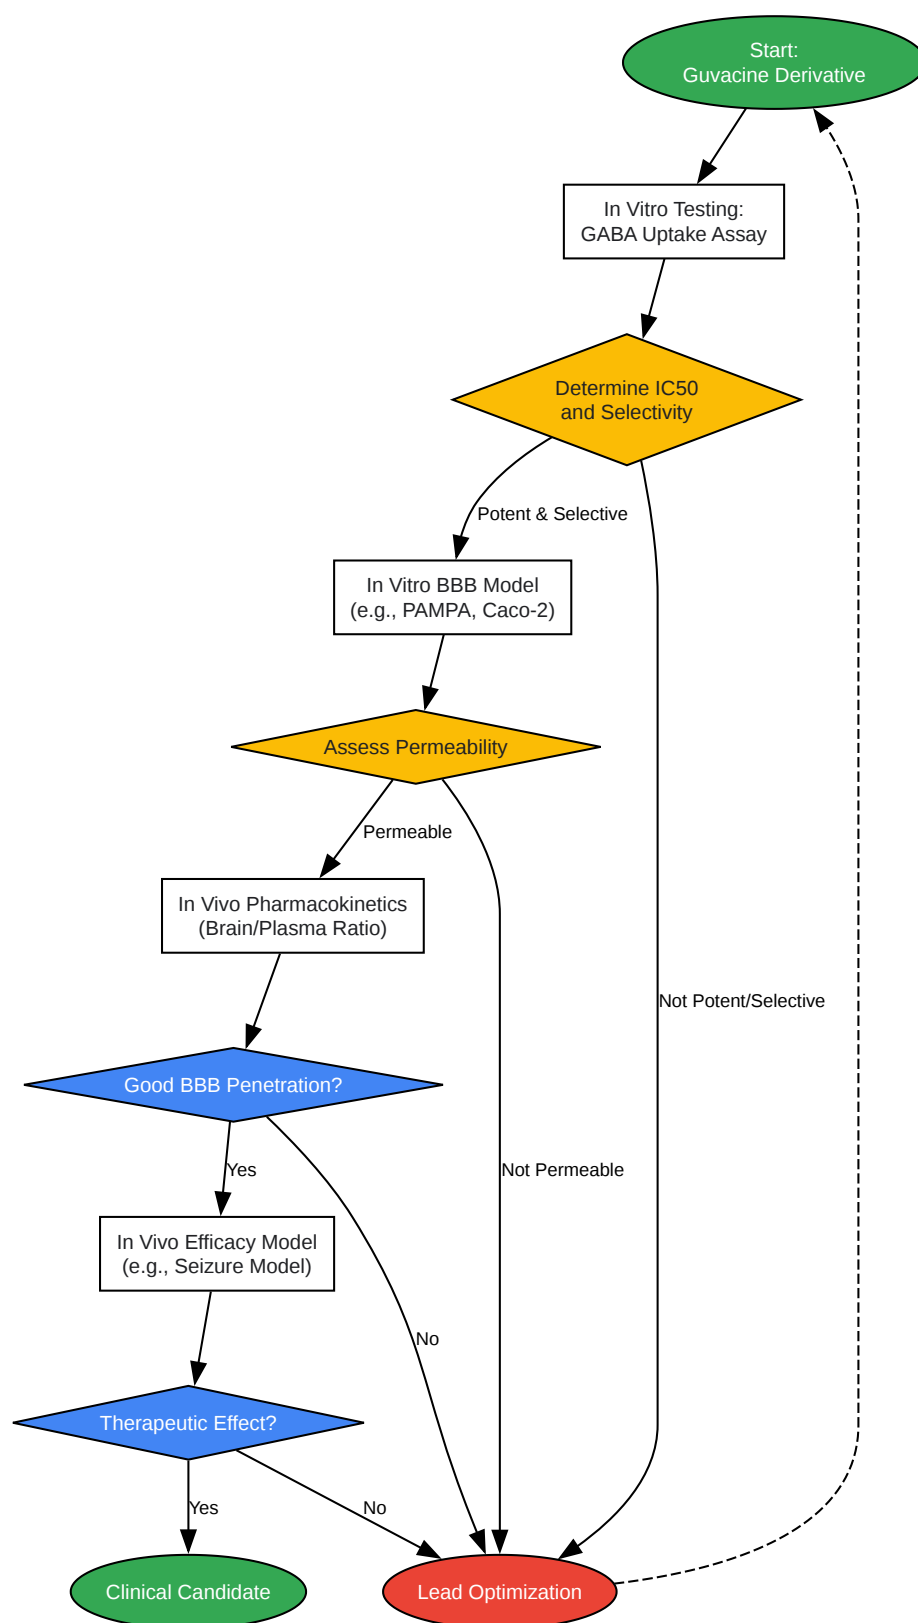 Start:
Guvacine Derivative
In Vitro Testing:
GABA Uptake Assay
Determine IC50
and Selectivity
Potent & Selective
In Vitro BBB Model
(e.g., PAMPA, Caco-2)
Assess Permeability
Permeable
In Vivo Pharmacokinetics
(Brain/Plasma Ratio)
Not Potent/Selective
Good BBB Penetration?
Yes
Not Permeable
In Vivo Efficacy Model
(e.g., Seizure Model)
No
Therapeutic Effect?
Yes
No
Clinical Candidate
Lead Optimization